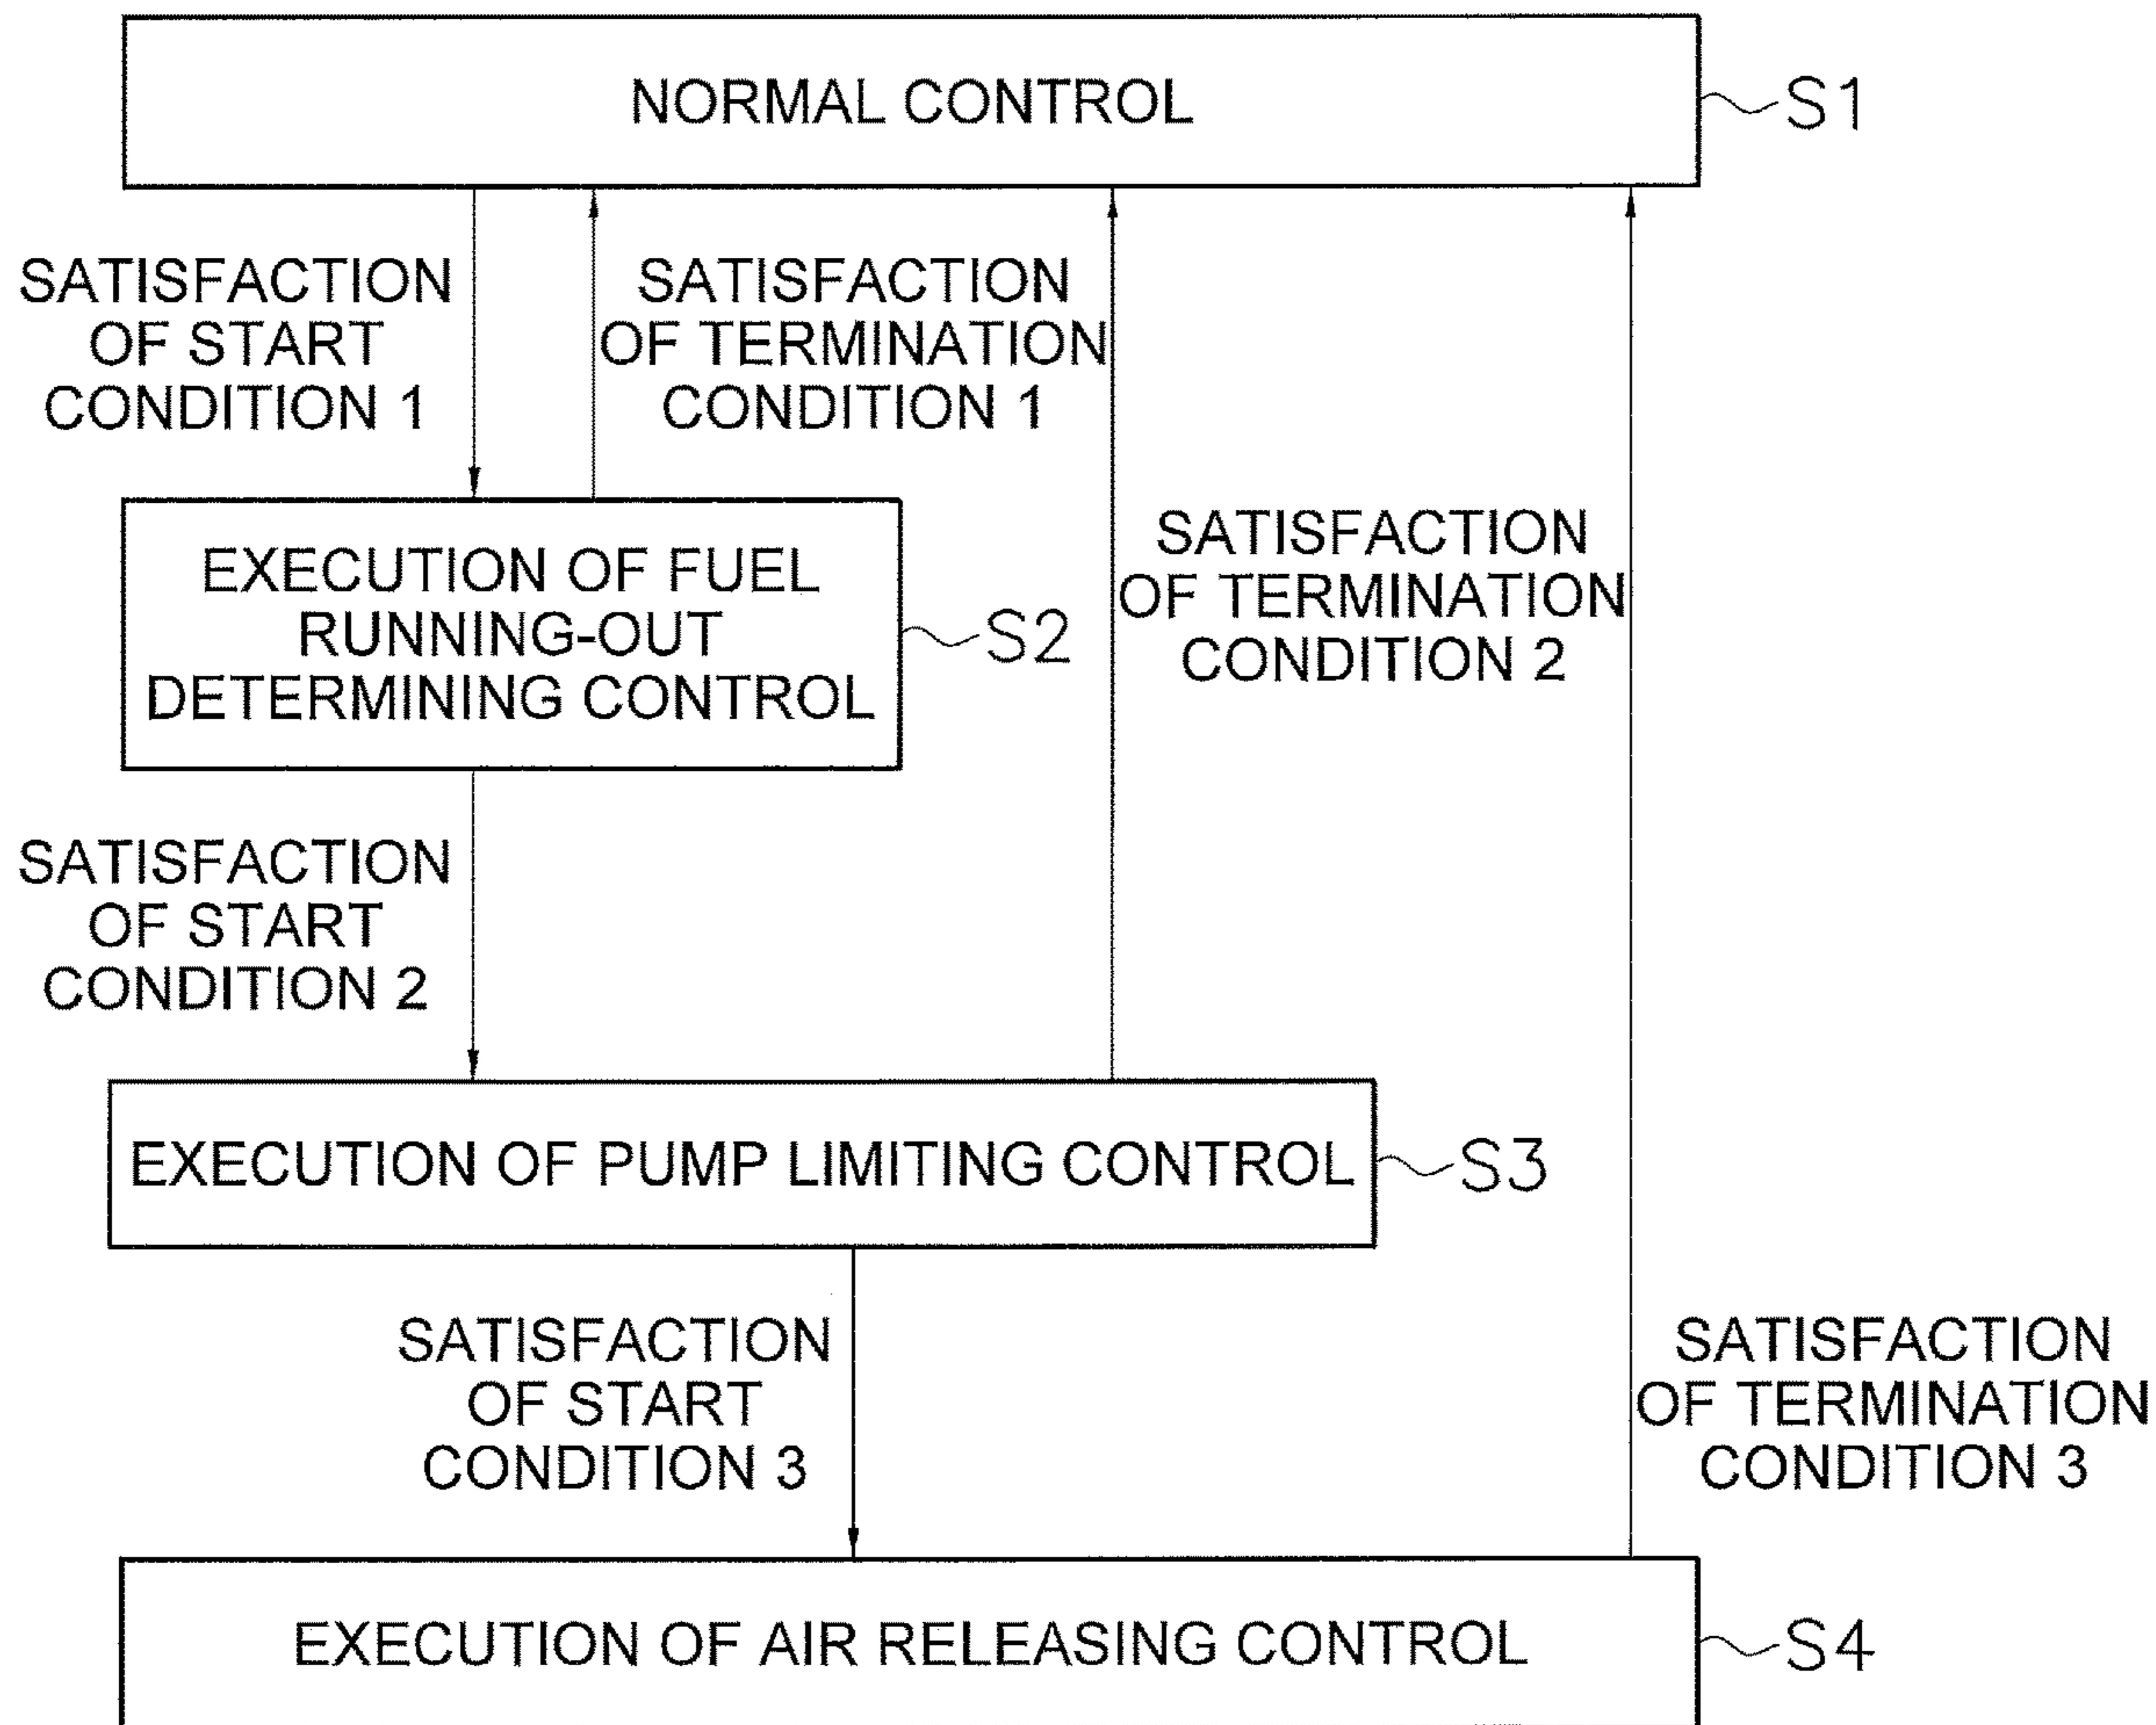 NORMAL CONTROL
S1
SATISFACTION
OF START
CONDITION 1
SATISFACTION
OF TERMINATION
CONDITION 1
EXECUTION OF FUEL
RUNNING-OUT
DETERMINING CONTROL
S2
SATISFACTION
OF TERMINATION
CONDITION 2
SATISFACTION
OF START
CONDITION 2
EXECUTION OF PUMP LIMITING CONTROL
S3
SATISFACTION
OF START
CONDITION 3
SATISFACTION
OF TERMINATION
CONDITION 3
EXECUTION OF AIR RELEASING CONTROL
S4